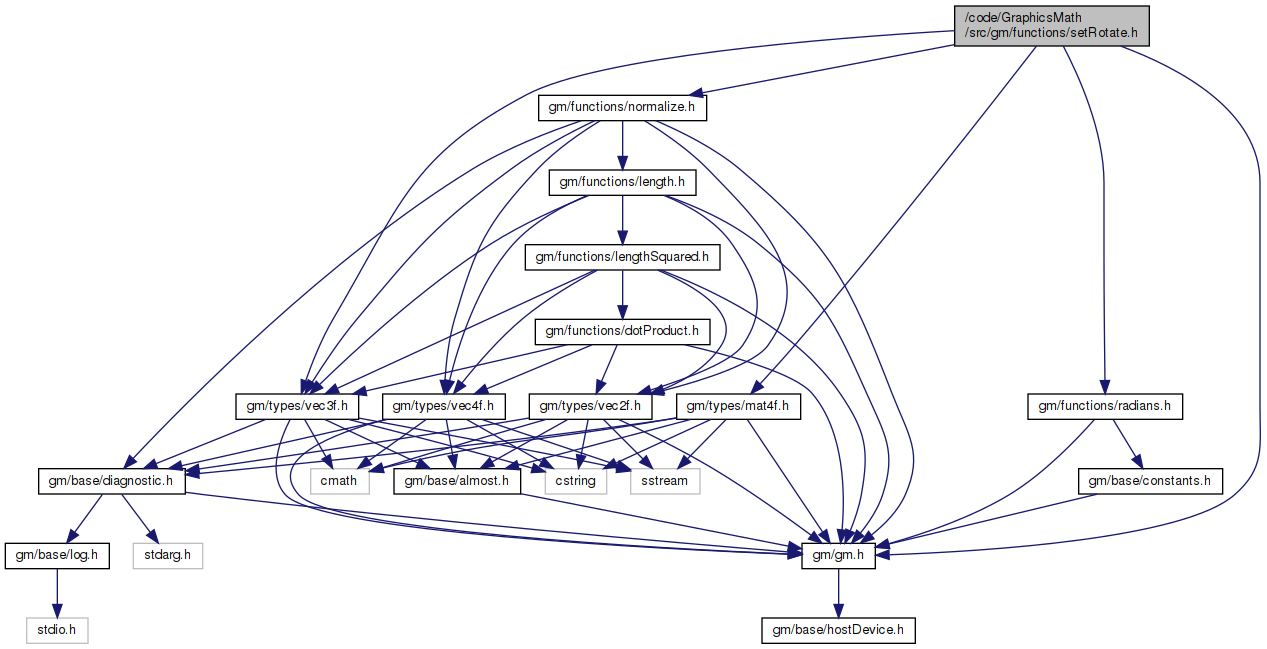 /code/GraphicsMath
/src/gm/functions/setRotate.h
gm/functions/normalize.h
gm/functions/length.h
gm/functions/lengthSquared.h
gm/functions/dotProduct.h
gm/types/vec3f.h
gm/types/vec4f.h
gm/types/vec2f.h
gm/types/mat4f.h
gm/functions/radians.h
gm/base/diagnostic.h
cmath
gm/base/almost.h
cstring
sstream
gm/base/constants.h
gm/base/log.h
stdarg.h
gm/gm.h
stdio.h
gm/base/hostDevice.h